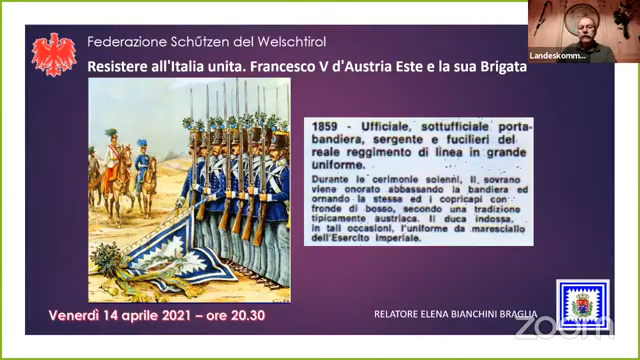 Federazione Schützen del Welschtirol
Resistere all'Italia unita. Francesco V d'Austria Este e la sua Brigata
Landeskomm...
1859 - Ufficiale, sottufficiale porta-
bandiera, sergente e fucilieri del
reale reggimento di linea in grande
uniforme.
Durante le cerimonie solenni, il sovrano
viene onorato abbassando la bandiera ed
ornando la stessa ed i copricapi con
fronde di bosso, secondo una tradizione
tipicamente austriaca. Il duca indossa,
in tali occasioni, l'uniforme da maresciallo
dell'Esercito Imperiale.
Venerdì 14 aprile 2021 – ore 20.30
RELATORE ELENA BIANCHINI BRAGLIA
zoom